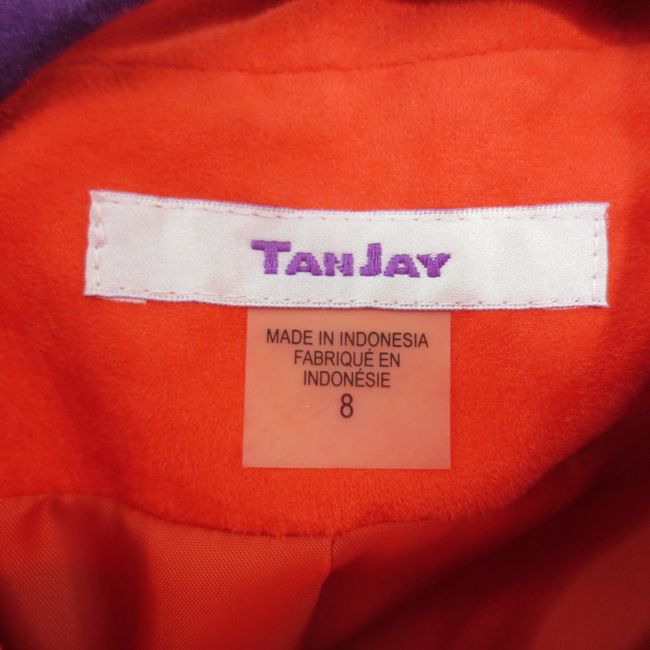 TANJAY
MADE IN INDONESIA
FABRIQUÉ EN
INDONÉSIE
8